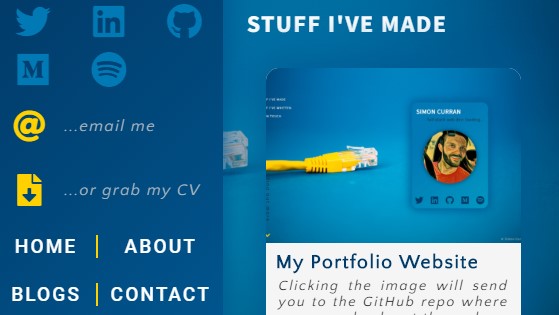 STUFF I'VE MADE
M
@ ...email me
...or grab my CV
HOME | ABOUT
BLOGS | CONTACT
SIMON CURRAN
My Portfolio Website
Clicking the image will send
you to the GitHub repo where